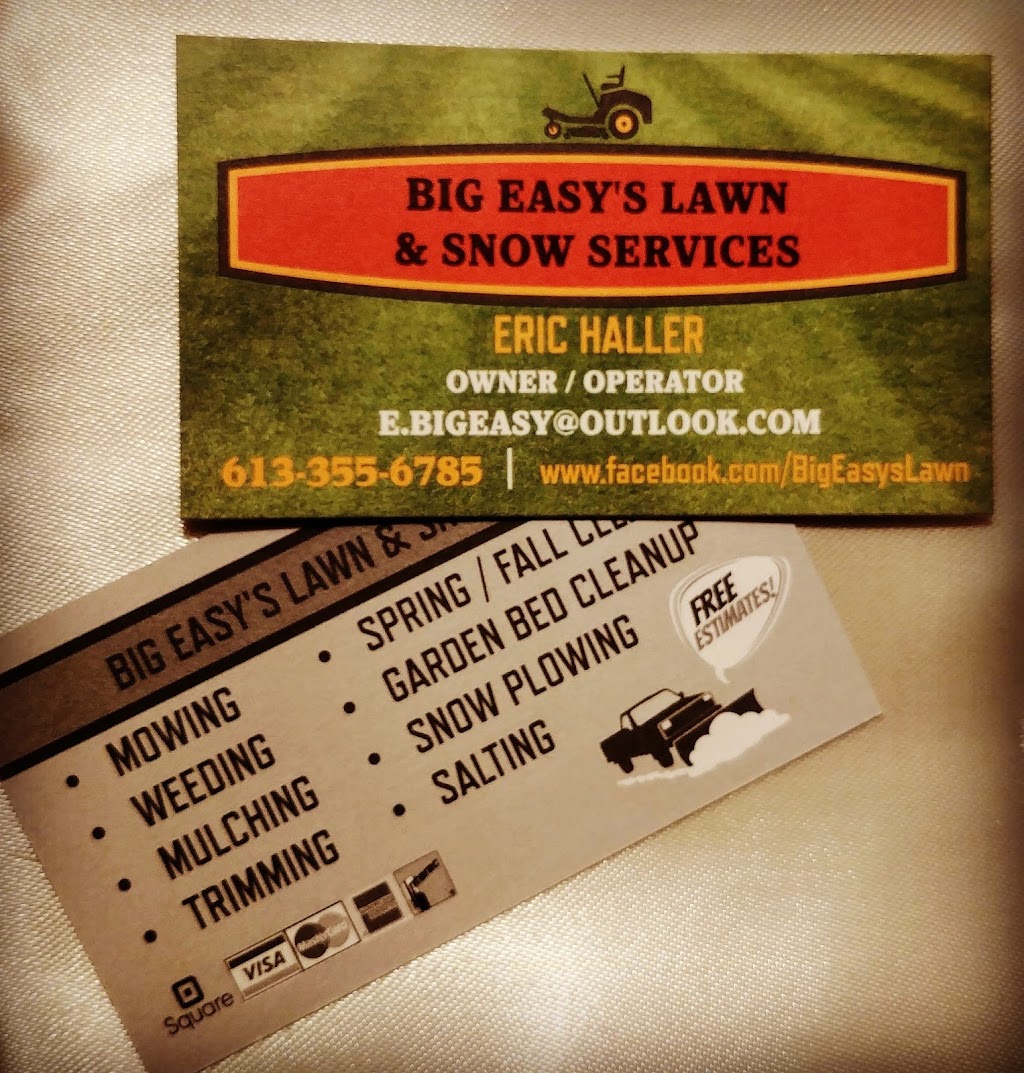 BIG EASY'S LAWN
& SNOW SERVICES
ERIC HALLER
OWNER / OPERATOR
E.BIGEASY@OUTLOOK.COM
613-355-6785 | www.facebook.com/BigEasysLawn
BIG EASY'S LAWN &
• MOWING
• WEEDING
• MULCHING
• TRIMMING
• SPRING / FALL
• GARDEN BED CLEANUP
• SNOW PLOWING
• SALTING
FREE
ESTIMATES!
Square
VISA
MasterCard